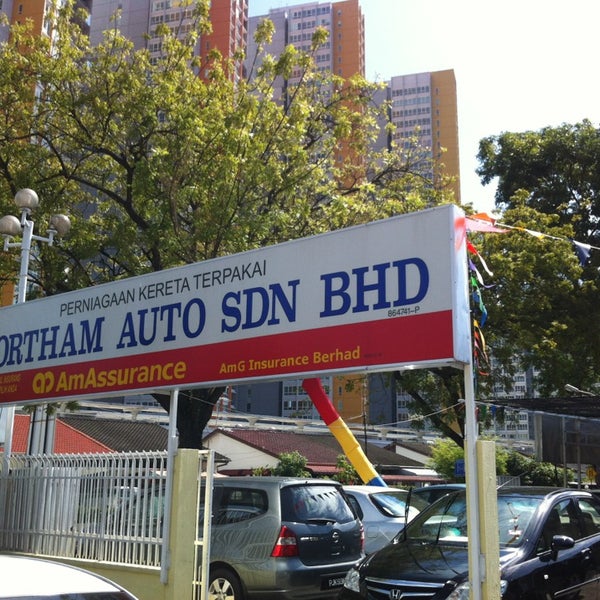 PERNIAGAAN KERETA TERPAKAI
ORTHAM AUTO SDN BHD
864741-P
AmAssurance
AmG Insurance Berhad